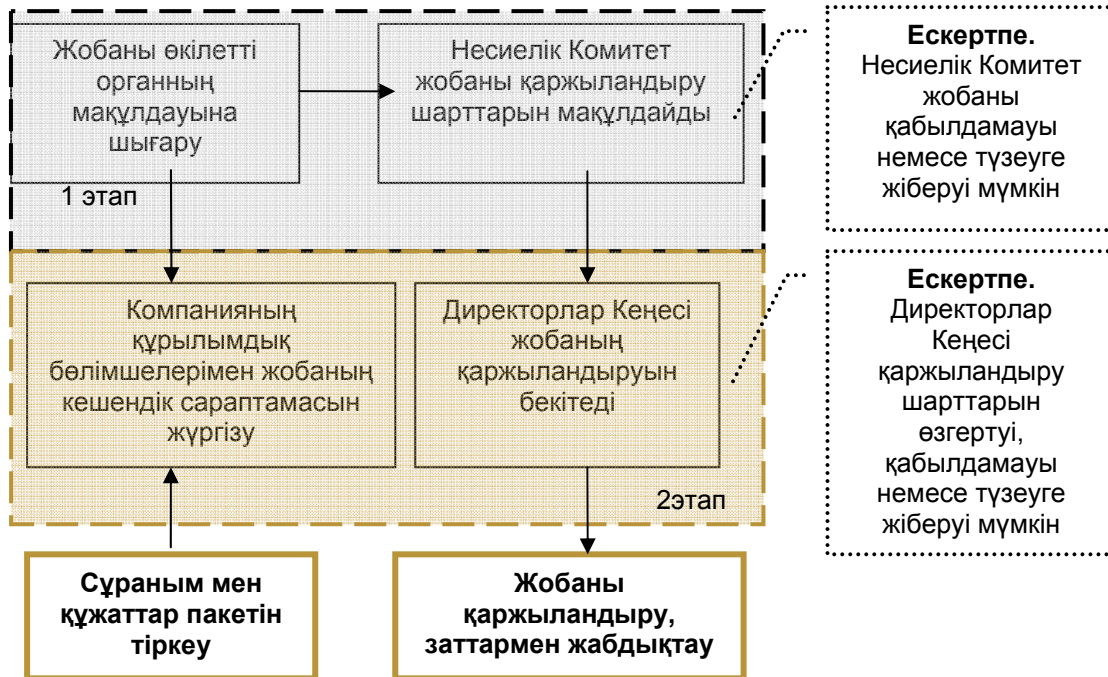 Жобаны өкілетті
органның
мақұлдауына
шығару
Несиелік Комитет
жобаны қаржыландыру
шарттарын мақұлдайды
1 этап
Ескертпе.
Несиелік Комитет
жобаны
қабылдамауы
немесе түзеуге
жіберуі мүмкін
Компанияның
құрылымдық
бөлімшелерімен жобаның
кешендік сараптамасын
жүргізу
Директорлар Кеңесі
жобаның
қаржыландыруын
бекітеді
2этап
Ескертпе.
Директорлар
Кеңесі
қаржыландыру
шарттарын
өзгертуі,
қабылдамауы
немесе түзеуге
жіберуі мүмкін
Сұраным мен
құжаттар пакетін
тіркеу
Жобаны
қаржыландыру,
заттармен жабдықтау